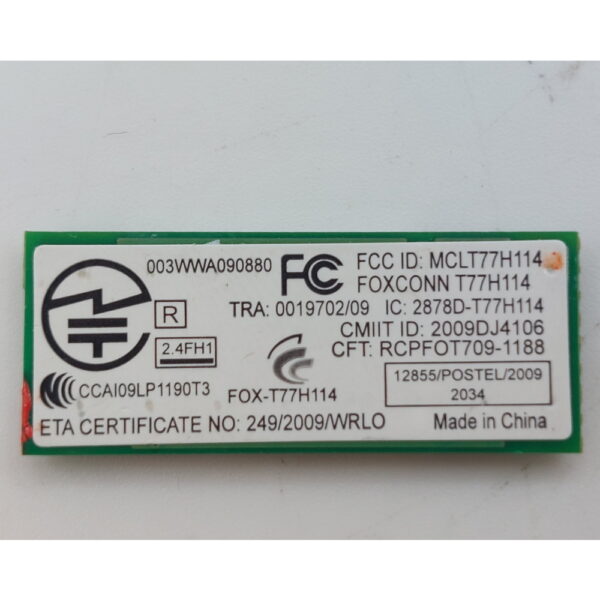 003WWA090880
FC
FCC ID: MCLT77H114
FOXCONN T77H114
R
TRA: 0019702/09 IC: 2878D-T77H114
CMIIT ID: 2009DJ4106
2.4FH1
CFT: RCPFOT709-1188
CCAI09LP1190T3
FOX-T77H114
12855/POSTEL/2009
2034
ETA CERTIFICATE NO: 249/2009/WRLO
Made in China